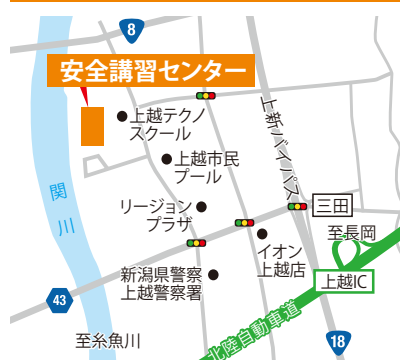 8
安全講習センター
上越テクノ
スクール
上新バイパス
上越市民
プール
関川
リージョン
プラザ
三田
至長岡
イオン
上越店
新潟県警察
上越警察署
上越IC
43
北陸自動車道
至糸魚川
18